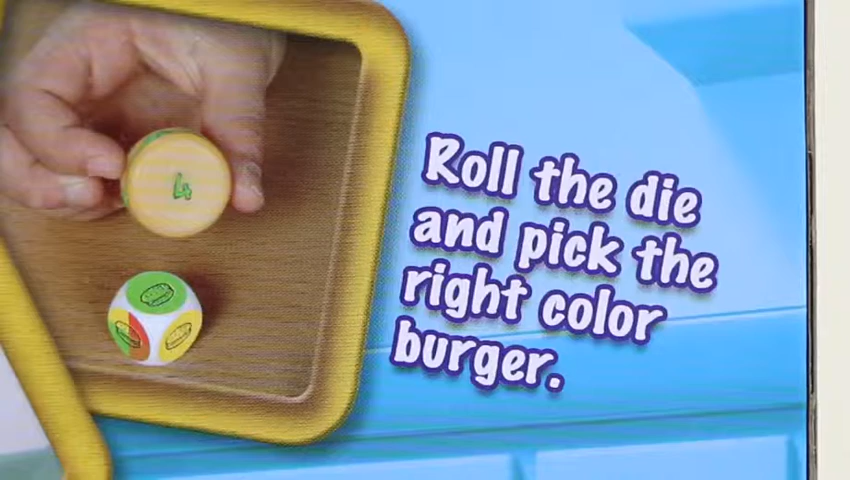 4
Roll the die
and pick the
right color
burger.